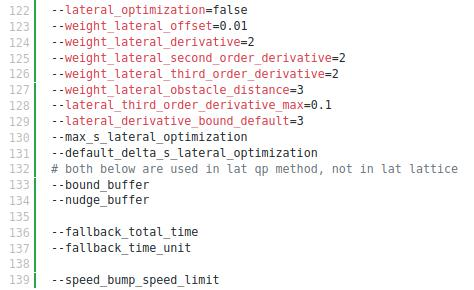 122 --lateral_optimization=false
123 --weight_lateral_offset=0.01
124 --weight_lateral_derivative=2
125 --weight_lateral_second_order_derivative=2
126 --weight_lateral_third_order_derivative=2
127 --weight_lateral_obstacle_distance=3
128 --lateral_third_order_derivative_max=0.1
129 --lateral_derivative_bound_default=3
130 --max_s_lateral_optimization
131 --default_delta_s_lateral_optimization
132 # both below are used in lat qp method, not in lat lattice
133 --bound_buffer
134 --nudge_buffer
135
136 --fallback_total_time
137 --fallback_time_unit
138
139 --speed_bump_speed_limit